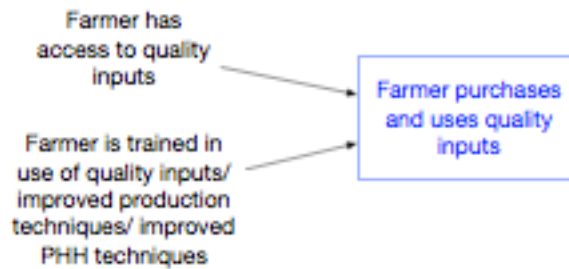 Farmer has
access to quality
inputs
Farmer is trained in
use of quality inputs/
improved production
techniques/ improved
PHH techniques
Farmer purchases
and uses quality
inputs